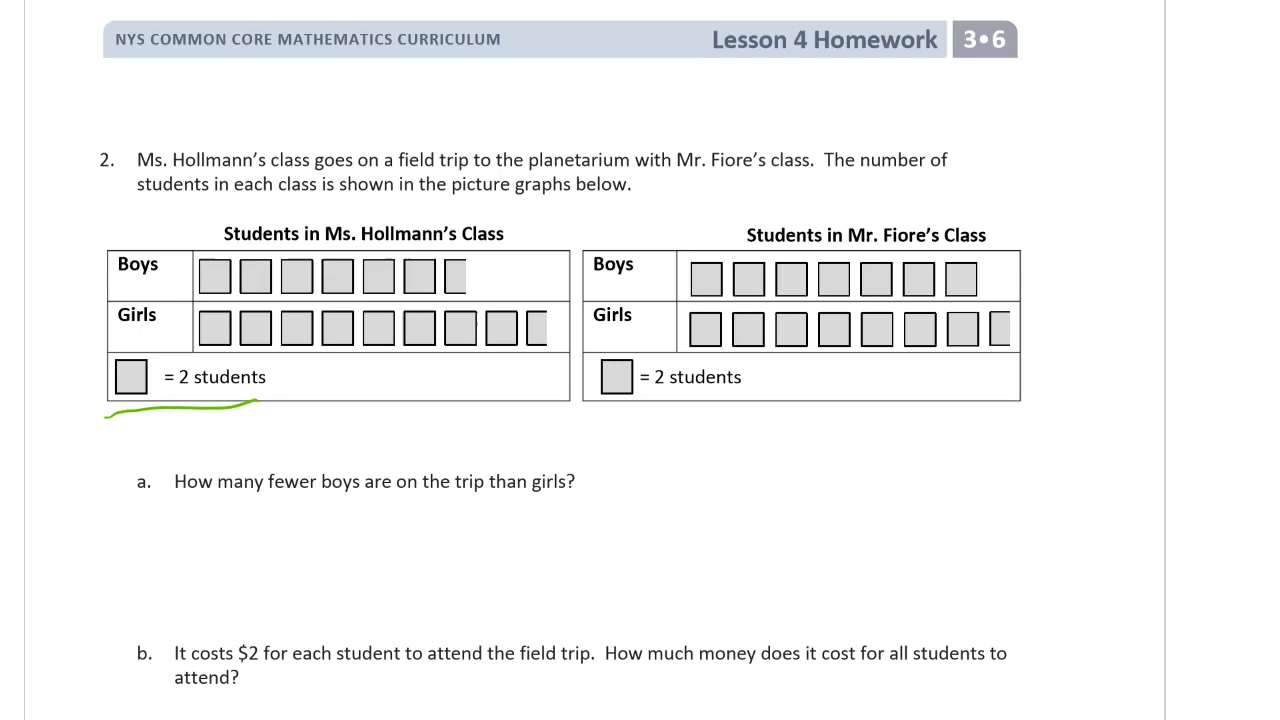 NYS COMMON CORE MATHEMATICS CURRICULUM
Lesson 4 Homework 3•6
2. Ms. Hollmann’s class goes on a field trip to the planetarium with Mr. Fiore’s class. The number of
students in each class is shown in the picture graphs below.
Students in Ms. Hollmann’s Class
Boys
Girls
= 2 students
Students in Mr. Fiore’s Class
Boys
Girls
= 2 students
a. How many fewer boys are on the trip than girls?
b. It costs $2 for each student to attend the field trip. How much money does it cost for all students to
attend?